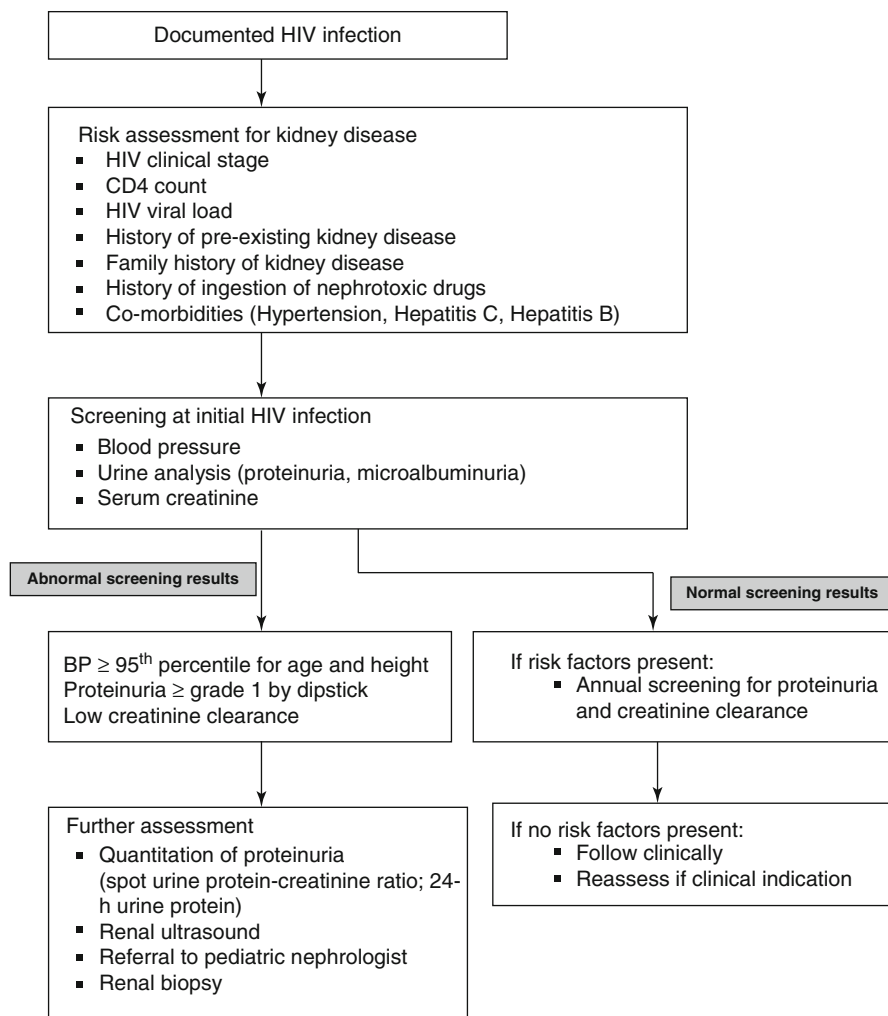 Documented HIV infection
Risk assessment for kidney disease
▪ HIV clinical stage
▪ CD4 count
▪ HIV viral load
▪ History of pre-existing kidney disease
▪ Family history of kidney disease
▪ History of ingestion of nephrotoxic drugs
▪ Co-morbidities (Hypertension, Hepatitis C, Hepatitis B)
Screening at initial HIV infection
▪ Blood pressure
▪ Urine analysis (proteinuria, microalbuminuria)
▪ Serum creatinine
Abnormal screening results
BP ≥ 95th percentile for age and height
Proteinuria ≥ grade 1 by dipstick
Low creatinine clearance
Further assessment
▪ Quantitation of proteinuria
(spot urine protein-creatinine ratio; 24-
h urine protein)
▪ Renal ultrasound
▪ Referral to pediatric nephrologist
▪ Renal biopsy
Normal screening results
If risk factors present:
▪ Annual screening for proteinuria
and creatinine clearance
If no risk factors present:
▪ Follow clinically
▪ Reassess if clinical indication